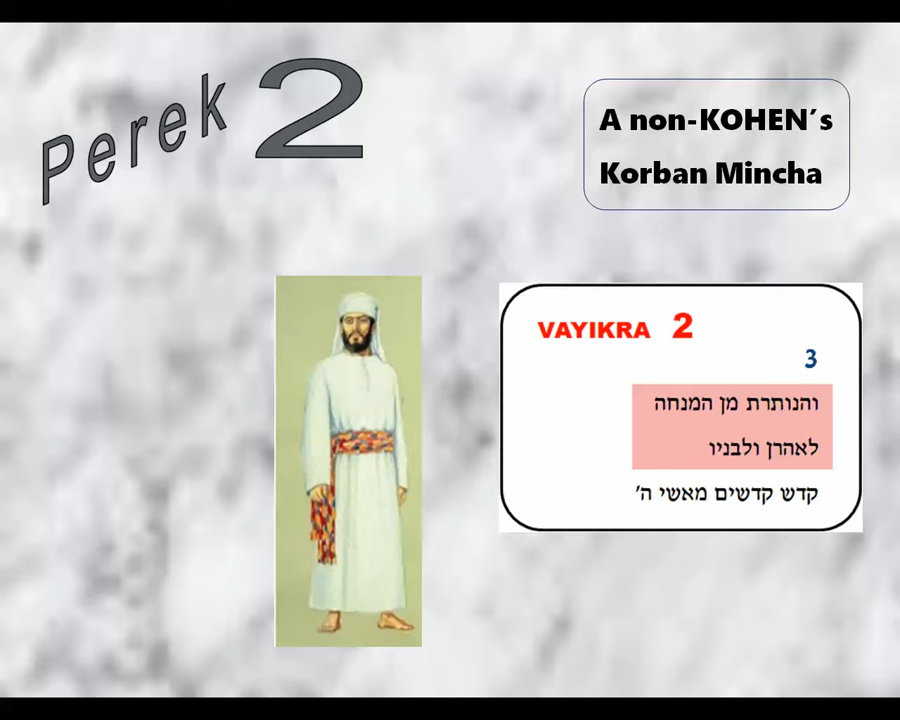 Perek 2
A non-KOHEN's
Korban Mincha
VAYIKRA 2
3
והנותרת מן המנחה
לאהרן ולבניו
קדש קדשים מאשי ה'